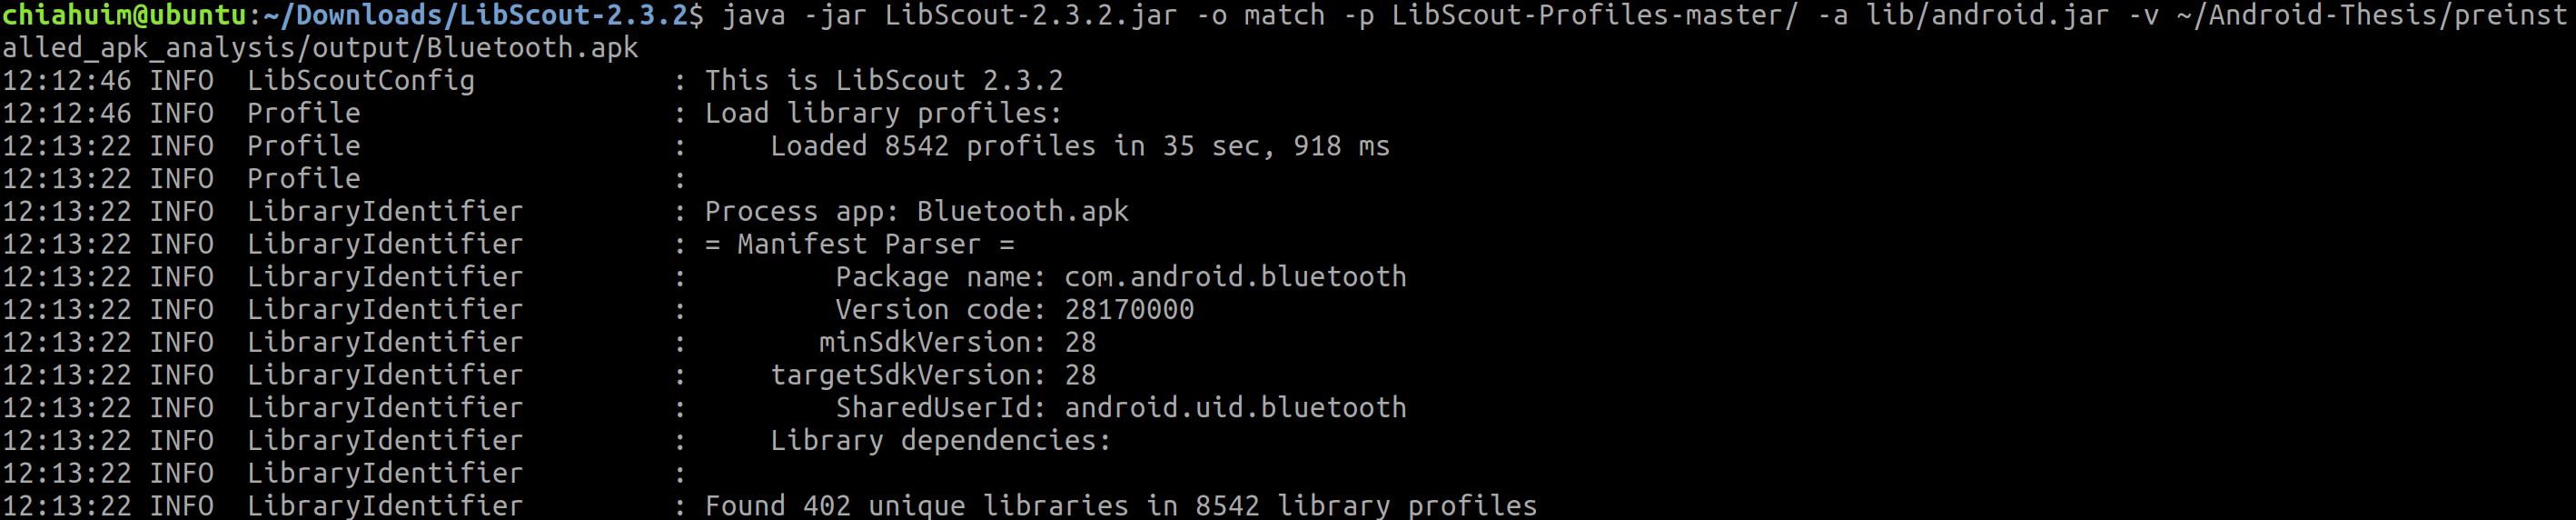 chiahuim@ubuntu:~/Downloads/LibScout-2.3.2$ java -jar LibScout-2.3.2.jar -o match -p LibScout-Profiles-master/ -a lib/android.jar -v ~/Android-Thesis/preinst
alled_apk_analysis/output/Bluetooth.apk
12:12:46 INFO  LibScoutConfig            : This is LibScout 2.3.2
12:12:46 INFO  Profile                   : Load library profiles:
12:13:22 INFO  Profile                   :     Loaded 8542 profiles in 35 sec, 918 ms
12:13:22 INFO  Profile                   :
12:13:22 INFO  LibraryIdentifier         : Process app: Bluetooth.apk
12:13:22 INFO  LibraryIdentifier         : = Manifest Parser =
12:13:22 INFO  LibraryIdentifier         :         Package name: com.android.bluetooth
12:13:22 INFO  LibraryIdentifier         :         Version code: 28170000
12:13:22 INFO  LibraryIdentifier         :        minSdkVersion: 28
12:13:22 INFO  LibraryIdentifier         :     targetSdkVersion: 28
12:13:22 INFO  LibraryIdentifier         :         SharedUserId: android.uid.bluetooth
12:13:22 INFO  LibraryIdentifier         :     Library dependencies:
12:13:22 INFO  LibraryIdentifier         :
12:13:22 INFO  LibraryIdentifier         : Found 402 unique libraries in 8542 library profiles